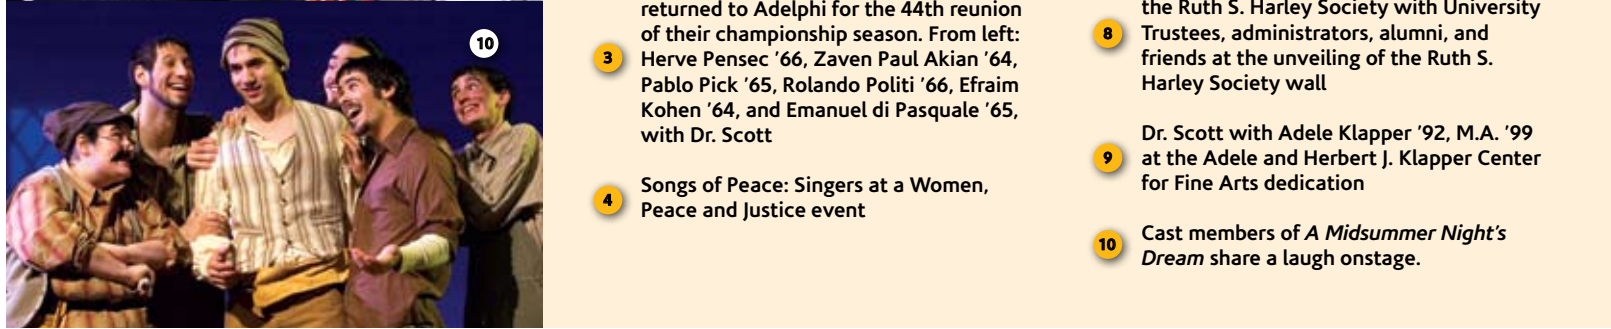 10
returned to Adelphi for the 44th reunion
of their championship season. From left:
3
Herve Pensec ’66, Zaven Paul Akian ’64,
Pablo Pick ’65, Rolando Politi ’66, Efraim
Kohen ’64, and Emanuel di Pasquale ’65,
with Dr. Scott
4
Songs of Peace: Singers at a Women,
Peace and Justice event
the Ruth S. Harley Society with University
8
Trustees, administrators, alumni, and
friends at the unveiling of the Ruth S.
Harley Society wall
Dr. Scott with Adele Klapper ’92, M.A. ’99
9
at the Adele and Herbert J. Klapper Center
for Fine Arts dedication
10
Cast members of A Midsummer Night’s
Dream share a laugh onstage.